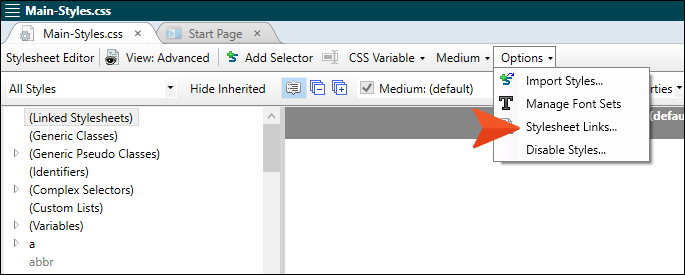 Main-Styles.css
Main-Styles.css Start Page
Stylesheet Editor View: Advanced Add Selector CSS Variable Medium Options
All Styles Hide Inherited Medium: (default)
Import Styles...
Manage Font Sets
Stylesheet Links...
Disable Styles...
(Linked Stylesheets)
(Generic Classes)
(Generic Pseudo Classes)
(Identifiers)
(Complex Selectors)
(Custom Lists)
(Variables)
a
abbr